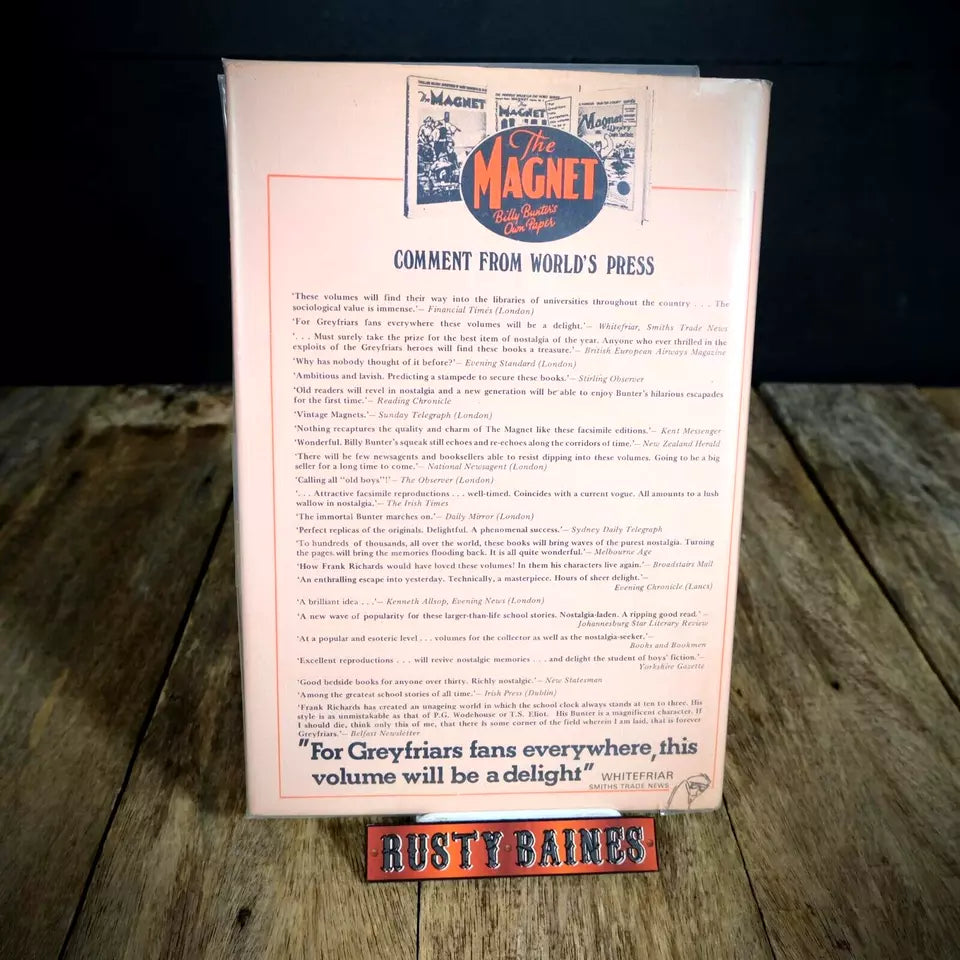 The MAGNET
The MAGNET
Magnet
The
MAGNET
Billy Bunter's
Own Paper
COMMENT FROM WORLD'S PRESS
'These volumes will find their way into the libraries of universities throughout the country . . . The
sociological value is immense.'— Financial Times (London)
'For Greyfriars fans everywhere these volumes will be a delight.'— Whitefriar, Smiths Trade News
'. . . Must surely take the prize for the best item of nostalgia of the year. Anyone who ever thrilled in the
exploits of the Greyfriars heroes will find these books a treasure.'— British European Airways Magazine
'Why has nobody thought of it before?'— Evening Standard (London)
'Ambitious and lavish. Predicting a stampede to secure these books.'— Stirling Observer
'Old readers will revel in nostalgia and a new generation will be able to enjoy Bunter's hilarious escapades
for the first time.'— Reading Chronicle
'Vintage Magnets.'— Sunday Telegraph (London)
'Nothing recaptures the quality and charm of The Magnet like these facsimile editions.'— Kent Messenger
'Wonderful. Billy Bunter's squeak still echoes and re-echoes along the corridors of time.'— New Zealand Herald
'There will be few newsagents and booksellers able to resist dipping into these volumes. Going to be a big
seller for a long time to come.'— National Newsagent (London)
'Calling all "old boys"!'— The Observer (London)
'. . . Attractive facsimile reproductions . . . well-timed. Coincides with a current vogue. All amounts to a lush
wallow in nostalgia.'— The Irish Times
'The immortal Bunter marches on.'— Daily Mirror (London)
'Perfect replicas of the originals. Delightful. A phenomenal success.'— Sydney Daily Telegraph
'To hundreds of thousands, all over the world, these books will bring waves of the purest nostalgia. Turning
the pages will bring the memories flooding back. It is all quite wonderful.'— Melbourne Age
'How Frank Richards would have loved these volumes! In them his characters live again.'— Broadstairs Mail
'An enthralling escape into yesterday. Technically, a masterpiece. Hours of sheer delight.'—
Evening Chronicle (Lancs)
'A brilliant idea . . .'— Kenneth Allsop, Evening News (London)
'A new wave of popularity for these larger-than-life school stories. Nostalgia-laden. A ripping good read.' —
Johannesburg Star Literary Review
'At a popular and esoteric level . . . volumes for the collector as well as the nostalgia-seeker.'—
Books and Bookmen
'Excellent reproductions . . . will revive nostalgic memories . . . and delight the student of boys' fiction.'—
Yorkshire Gazette
'Good bedside books for anyone over thirty. Richly nostalgic.'— New Statesman
'Among the greatest school stories of all time.'— Irish Press (Dublin)
'Frank Richards has created an unageing world in which the school clock always stands at ten to three. His
style is as unmistakable as that of P.G. Wodehouse or T.S. Eliot. His Bunter is a magnificent character. If
I should die, think only this of me, that there is some corner of the field wherein I am laid, that is forever
Greyfriars.'— Belfast Newsletter
"For Greyfriars fans everywhere, this
volume will be a delight" WHITEFRIAR
SMITHS TRADE NEWS
RUSTY BAINES